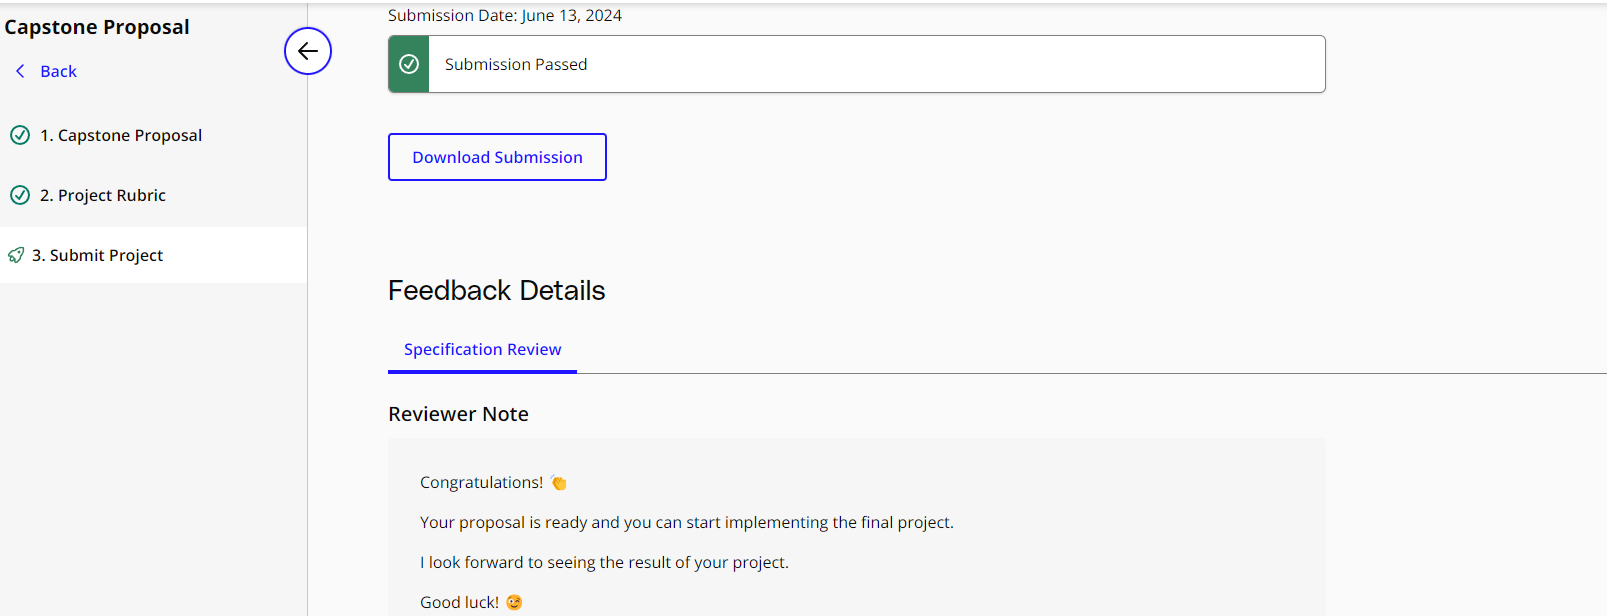 Capstone Proposal
Back
1. Capstone Proposal
2. Project Rubric
3. Submit Project
Submission Date: June 13, 2024
Submission Passed
Download Submission
Feedback Details
Specification Review
Reviewer Note
Congratulations! 👏
Your proposal is ready and you can start implementing the final project.
I look forward to seeing the result of your project.
Good luck! 😉